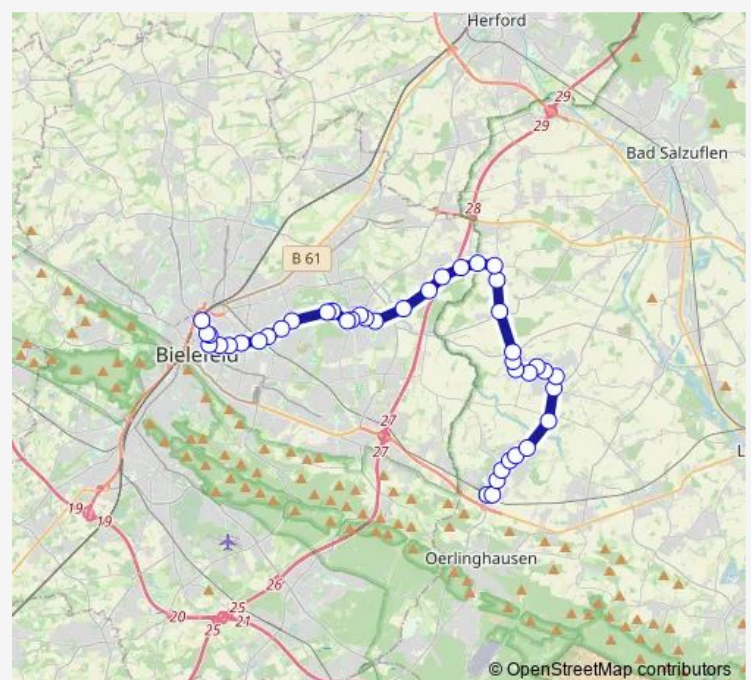 Herford
29
29
Bad Salzuflen
28
B 61
Bielefeld
27
27
L
19
19
Oerlinghausen
26
25
20
21
25
© OpenStreetMap contributors